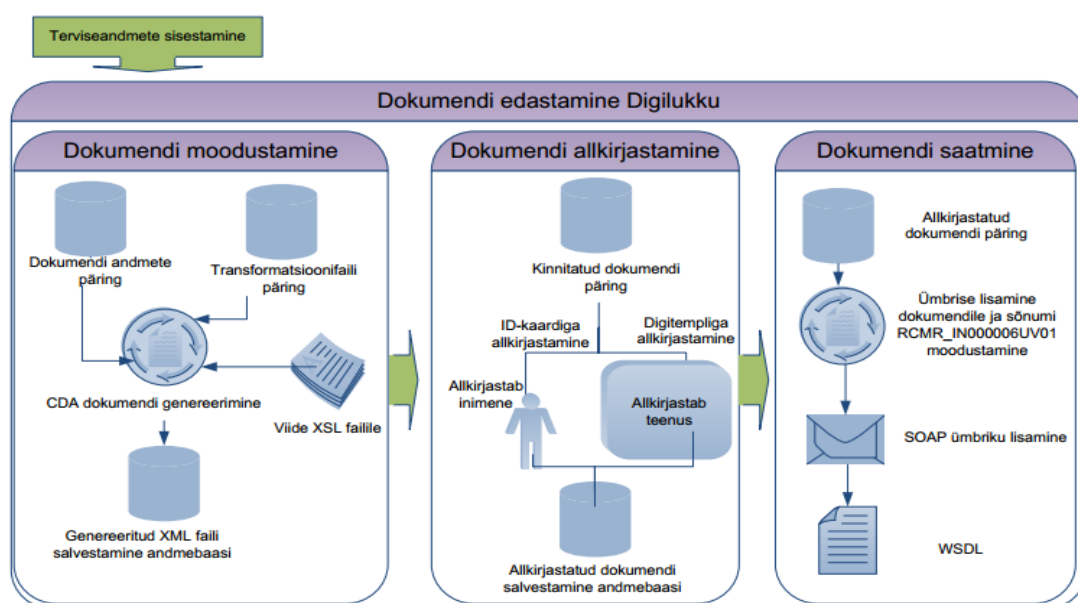 Terviseandmete sisestamine
Dokumendi edastamine Digilukku
Dokumendi moodustamine
Dokumendi andmete
päring
Transformatsioonifaili
päring
CDA dokumendi genereerimine
Viide XSL failile
Genereeritud XML faili
salvestamine andmebaasi
Dokumendi allkirjastamine
Kinnitatud dokumendi
päring
ID-kaardiga
allkirjastamine
Digitempliga
allkirjastamine
Allkirjastab
inimene
Allkirjastab
teenus
Allkirjastatud dokumendi
salvestamine andmebaasi
Dokumendi saatmine
Allkirjastatud
dokumendi päring
Ümbrise lisamine
dokumendile ja sõnumi
RCMR_IN000006UV01
moodustamine
SOAP ümbriku lisamine
WSDL